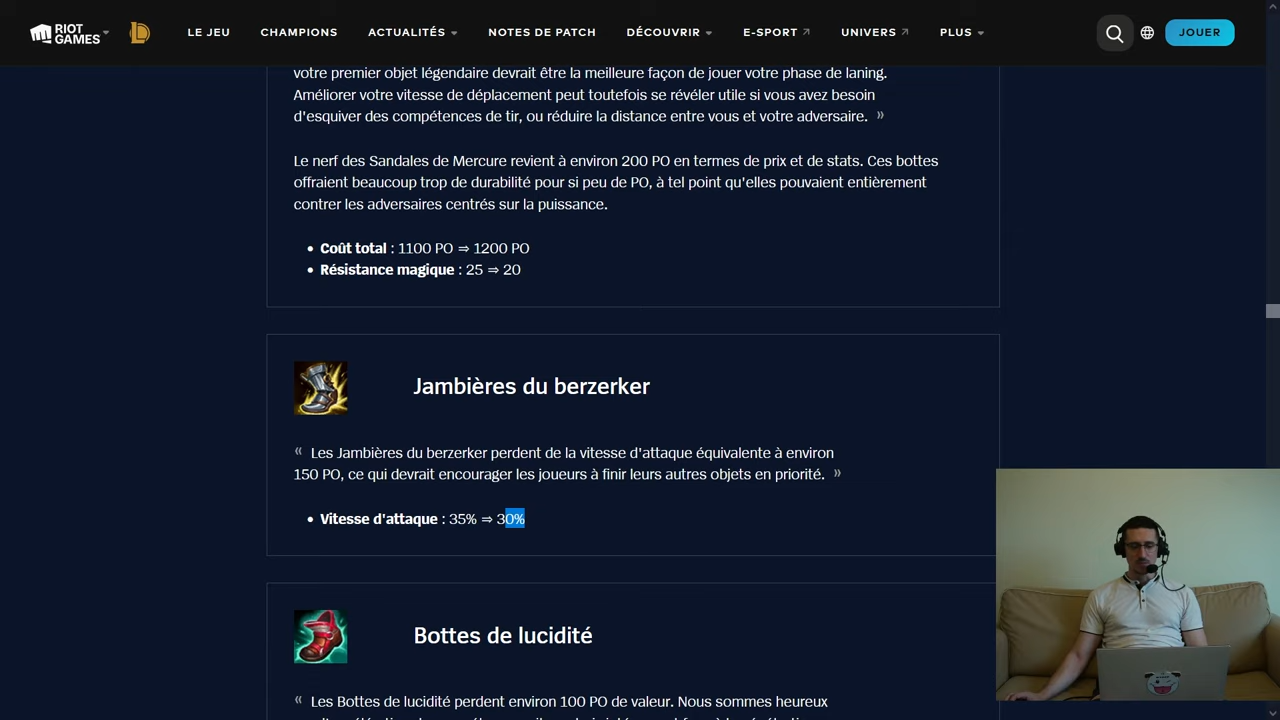 RIOT GAMES
LE JEU
CHAMPIONS
ACTUALITÉS
NOTES DE PATCH
DÉCOUVRIR
E-SPORT
UNIVERS
PLUS
JOUER
votre premier objet légendaire devrait être la meilleure façon de jouer votre phase de laning.
Améliorer votre vitesse de déplacement peut toutefois se révéler utile si vous avez besoin
d'esquiver des compétences de tir, ou réduire la distance entre vous et votre adversaire. »
Le nerf des Sandales de Mercure revient à environ 200 PO en termes de prix et de stats. Ces bottes
offraient beaucoup trop de durabilité pour si peu de PO, à tel point qu'elles pouvaient entièrement
contrer les adversaires centrés sur la puissance.
• Coût total : 1100 PO ⇒ 1200 PO
• Résistance magique : 25 ⇒ 20
Jambières du berzerker
« Les Jambières du berzerker perdent de la vitesse d'attaque équivalente à environ
150 PO, ce qui devrait encourager les joueurs à finir leurs autres objets en priorité. »
• Vitesse d'attaque : 35% ⇒ 30%
Bottes de lucidité
« Les Bottes de lucidité perdent environ 100 PO de valeur. Nous sommes heureux